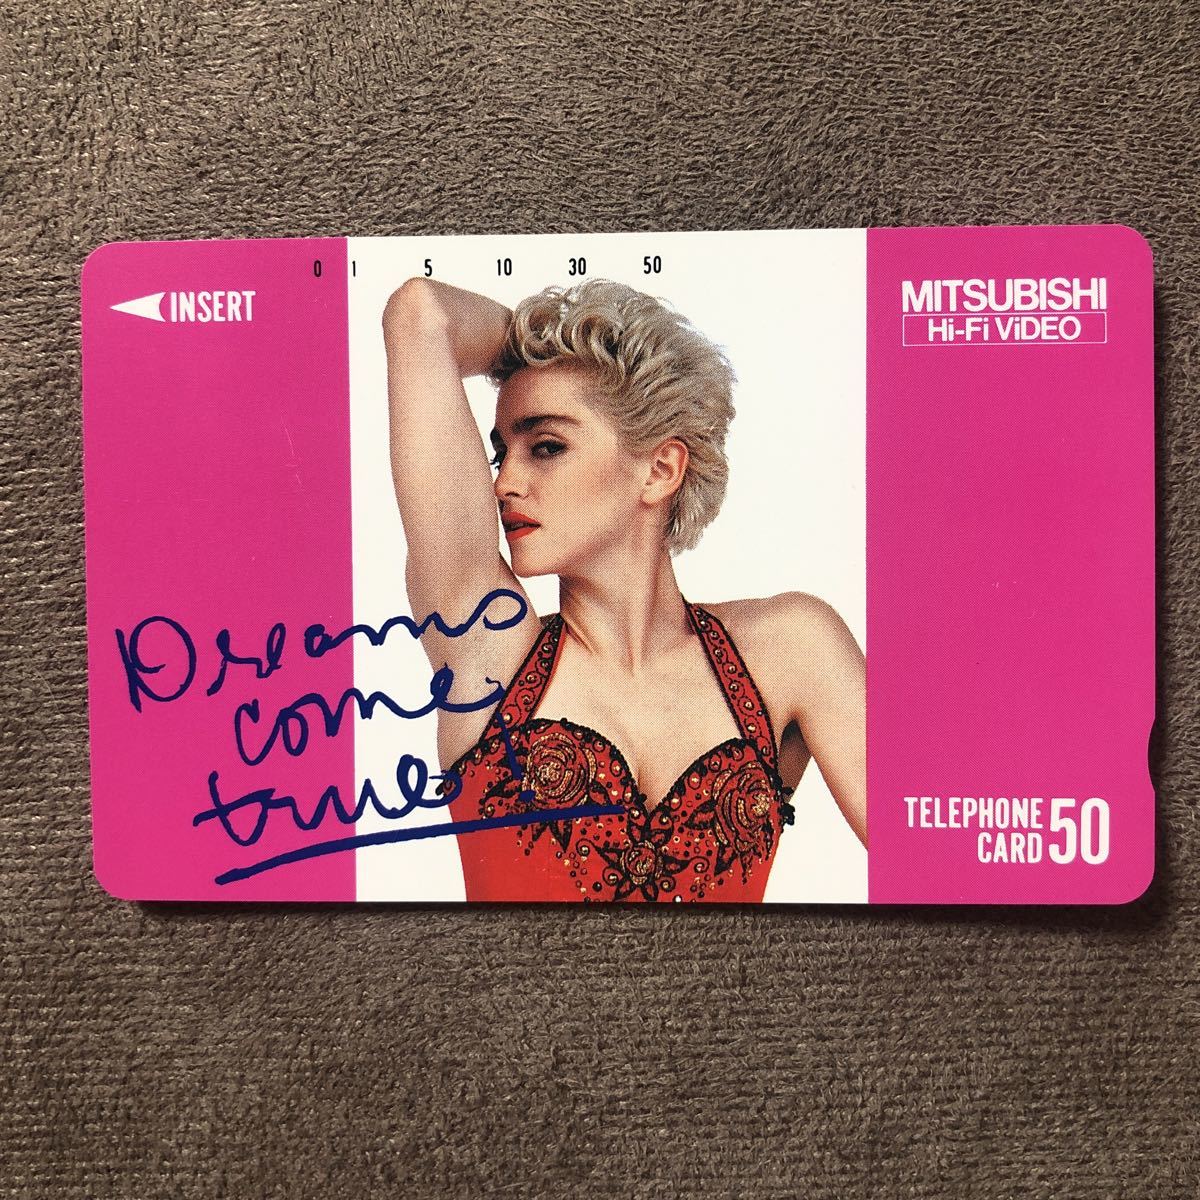 0 1 5 10 30 50
INSERT
MITSUBISHI
Hi-Fi ViDEO
Dreams
come
true!
TELEPHONE
CARD 50